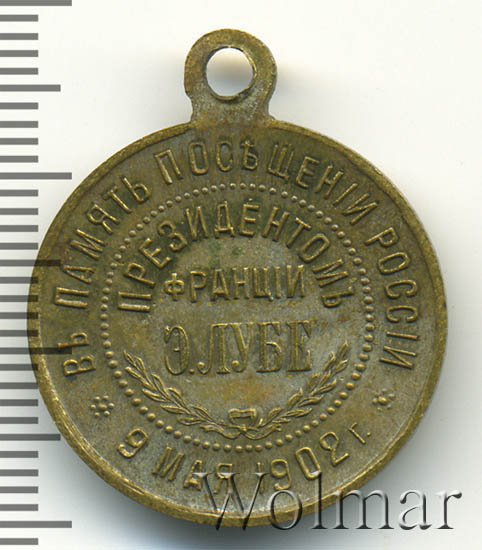 ВЪ ПАМЯТЬ ПОСѢЩЕНІИ РОССІИ
ПРЕЗИДЕНТОМЪ
ФРАНЦІИ
Э. ЛУБЕ
9 МАЯ 1902 Г.
Wolmar